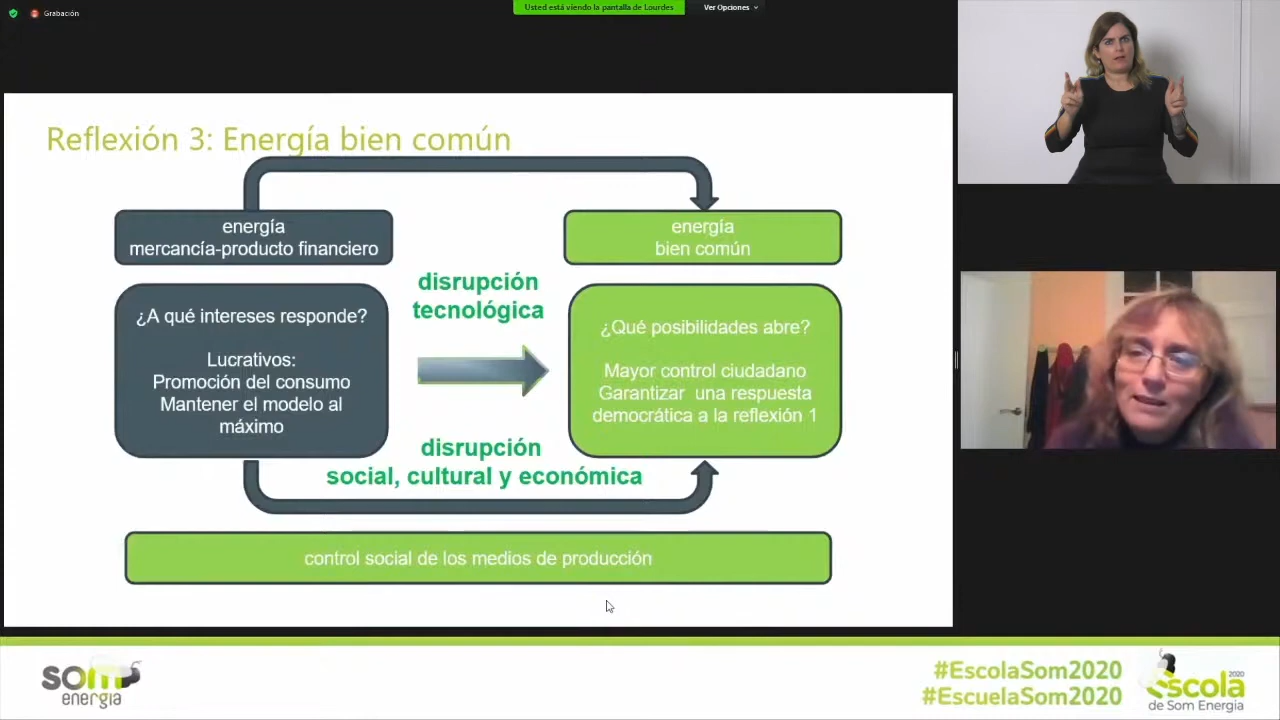 Grabación
Usted está viendo la pantalla de Lourdes
Ver Opciones
Reflexión 3: Energía bien común
energía
mercancía-producto financiero
energía
bien común
disrupción
tecnológica
¿A qué intereses responde?
Lucrativos:
Promoción del consumo
Mantener el modelo al
máximo
¿Qué posibilidades abre?
Mayor control ciudadano
Garantizar una respuesta
democrática a la reflexión 1
disrupción
social, cultural y económica
control social de los medios de producción
som
energia
#EscolaSom2020
#EscuelaSom2020
2020
Escola
de Som Energia